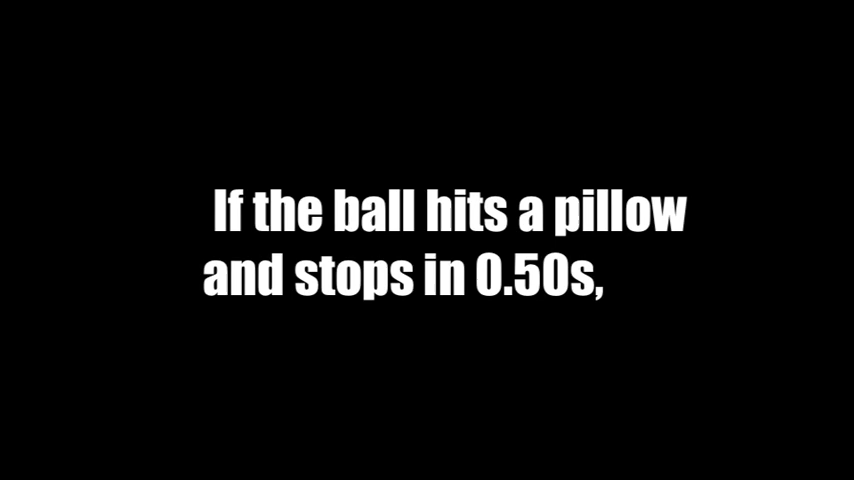 If the ball hits a pillow
and stops in 0.50s,